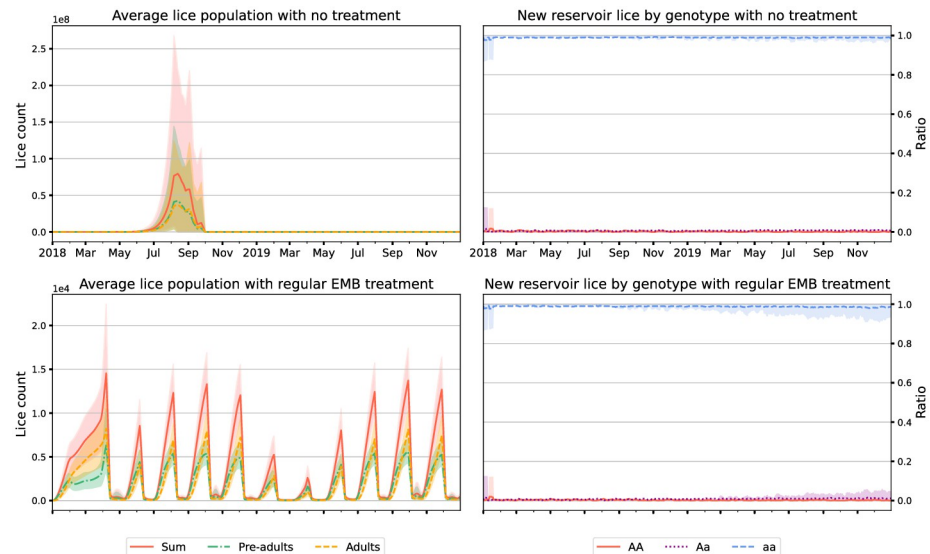 Average lice population with no treatment
1e8
Lice count
2.5
2.0
1.5
1.0
0.5
0.0
2018 Mar May Jul Sep Nov 2019 Mar May Jul Sep Nov
New reservoir lice by genotype with no treatment
1.0
0.8
0.6
0.4
0.2
0.0
Ratio
2018 Mar May Jul Sep Nov 2019 Mar May Jul Sep Nov
Average lice population with regular EMB treatment
1e4
Lice count
2.0
1.5
1.0
0.5
0.0
New reservoir lice by genotype with regular EMB treatment
1.0
0.8
0.6
0.4
0.2
0.0
Ratio
Sum Pre-adults Adults
AA Aa aa